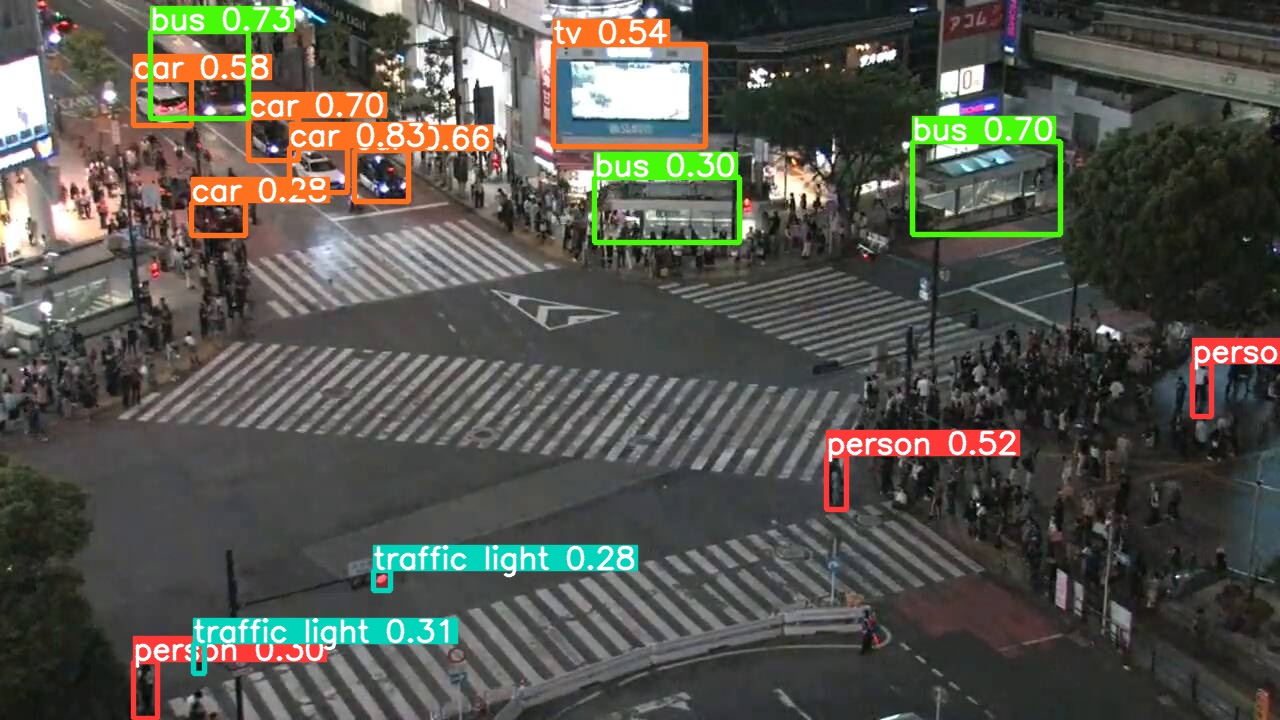 bus 0.73
tv 0.54
car 0.58
アコム
car 0.70
car 0.83
0.66
bus 0.70
bus 0.30
car 0.28
perso
person 0.52
traffic light 0.28
traffic light 0.31
person 0.30